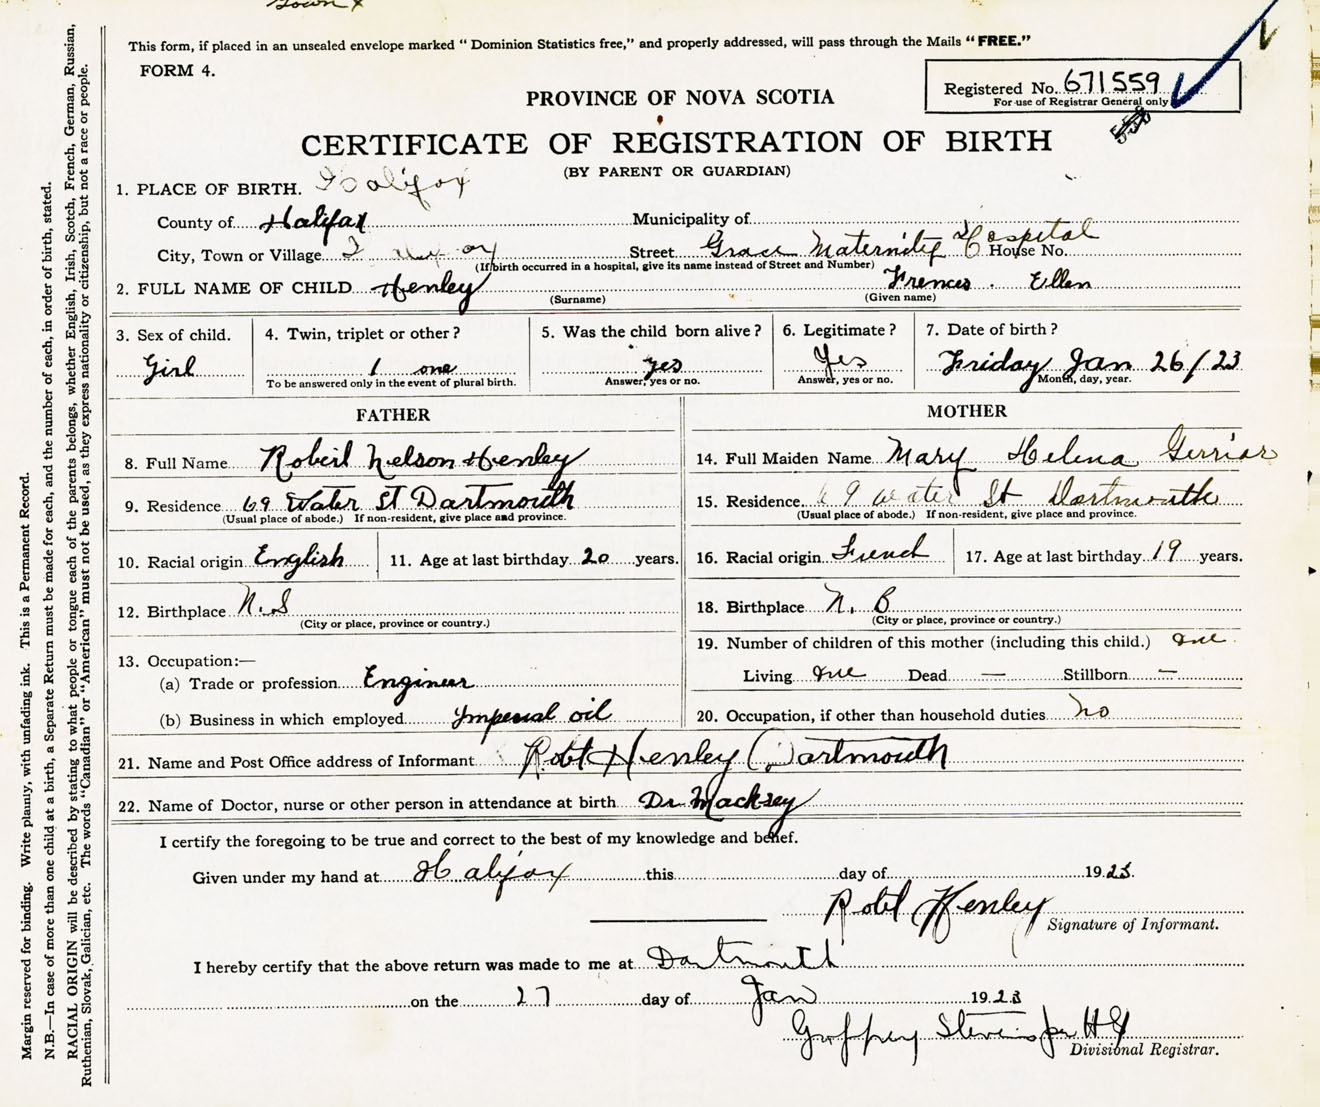 Town
This form, if placed in an unsealed envelope marked "Dominion Statistics free," and properly addressed, will pass through the Mails "FREE."
FORM 4.
Registered No. 671559
For use of Registrar General only
PROVINCE OF NOVA SCOTIA
CERTIFICATE OF REGISTRATION OF BIRTH
(BY PARENT OR GUARDIAN)
1. PLACE OF BIRTH. Halifax
County of Halifax Municipality of
City, Town or Village Halifax Street Grace Maternity Hospital House No.
(If birth occurred in a hospital, give its name instead of Street and Number)
2. FULL NAME OF CHILD Henley Frences. Ellen
(Surname) (Given name)
3. Sex of child. 4. Twin, triplet or other? 5. Was the child born alive? 6. Legitimate? 7. Date of birth?
Girl 1 one yes Yes Friday Jan 26/23
To be answered only in the event of plural birth. Answer, yes or no. Answer, yes or no. Month, day, year.
FATHER
8. Full Name Robert Nelson Henley
9. Residence 69 Water St Dartmouth
(Usual place of abode.) If non-resident, give place and province.
10. Racial origin English 11. Age at last birthday 20 years.
12. Birthplace N.S
(City or place, province or country.)
13. Occupation:—
(a) Trade or profession Engineer
(b) Business in which employed Imperial oil
MOTHER
14. Full Maiden Name Mary Helena
15. Residence 69 water St Dartmouth
(Usual place of abode.) If non-resident, give place and province.
16. Racial origin French 17. Age at last birthday 19 years.
18. Birthplace N. B
(City or place, province or country.)
19. Number of children of this mother (including this child.) one
Living one Dead — Stillborn —
20. Occupation, if other than household duties no
21. Name and Post Office address of Informant Robt Henley Dartmouth
22. Name of Doctor, nurse or other person in attendance at birth Dr. Macksey
I certify the foregoing to be true and correct to the best of my knowledge and belief.
Given under my hand at Halifax this day of 1923.
Robt Henley
Signature of Informant.
I hereby certify that the above return was made to me at Dartmouth
on the 27 day of Jan 1923
Stevens
Divisional Registrar.
Margin reserved for binding. Write plainly, with unfading ink. This is a Permanent Record.
N.B.—In case of more than one child at a birth, a Separate Return must be made for each, and the number of each, in order of birth, stated.
RACIAL ORIGIN will be described by stating to what people or tongue each of the parents belongs, whether English, Irish, Scotch, French, German, Russian,
Ruthenian, Slovak, Galician, etc. The words "Canadian" or "American" must not be used, as they express nationality or citizenship, but not a race or people.